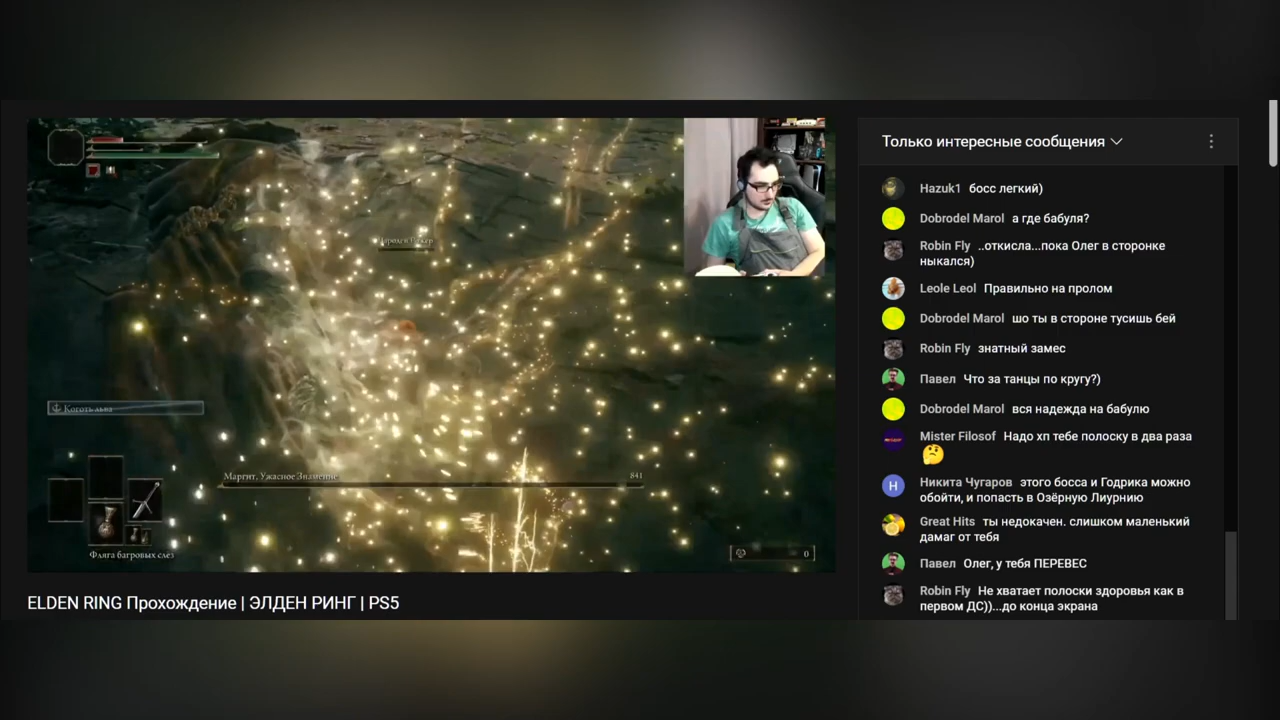 Коготь льва
Маргит, Ужасное Знамение
841
Фляга багровых слез
0
ELDEN RING Прохождение | ЭЛДЕН РИНГ | PS5
Только интересные сообщения
Hazuk1 босс легкий)
Dobrodel Marol а где бабуля?
Robin Fly ..откисла...пока Олег в сторонке
ныкался)
Leole Leol Правильно на пролом
Dobrodel Marol шо ты в стороне тусишь бей
Robin Fly знатный замес
Павел Что за танцы по кругу?)
Dobrodel Marol вся надежда на бабулю
Mister Filosof Надо хп тебе полоску в два раза
🤔
Н
Никита Чугаров этого босса и Годрика можно
обойти, и попасть в Озёрную Лиурнию
Great Hits ты недокачен. слишком маленький
дамаг от тебя
Павел Олег, у тебя ПЕРЕВЕС
Robin Fly Не хватает полоски здоровья как в
первом ДС))...до конца экрана